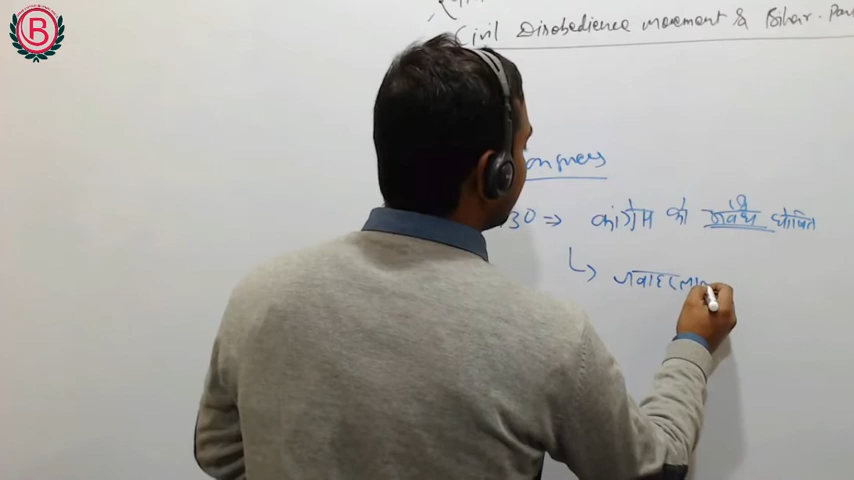 Civil Disobedience movement & Bihar.
ongress
30 ⇒ कांग्रेस को अवैध घोषित
↳ जवाहरलाल
B